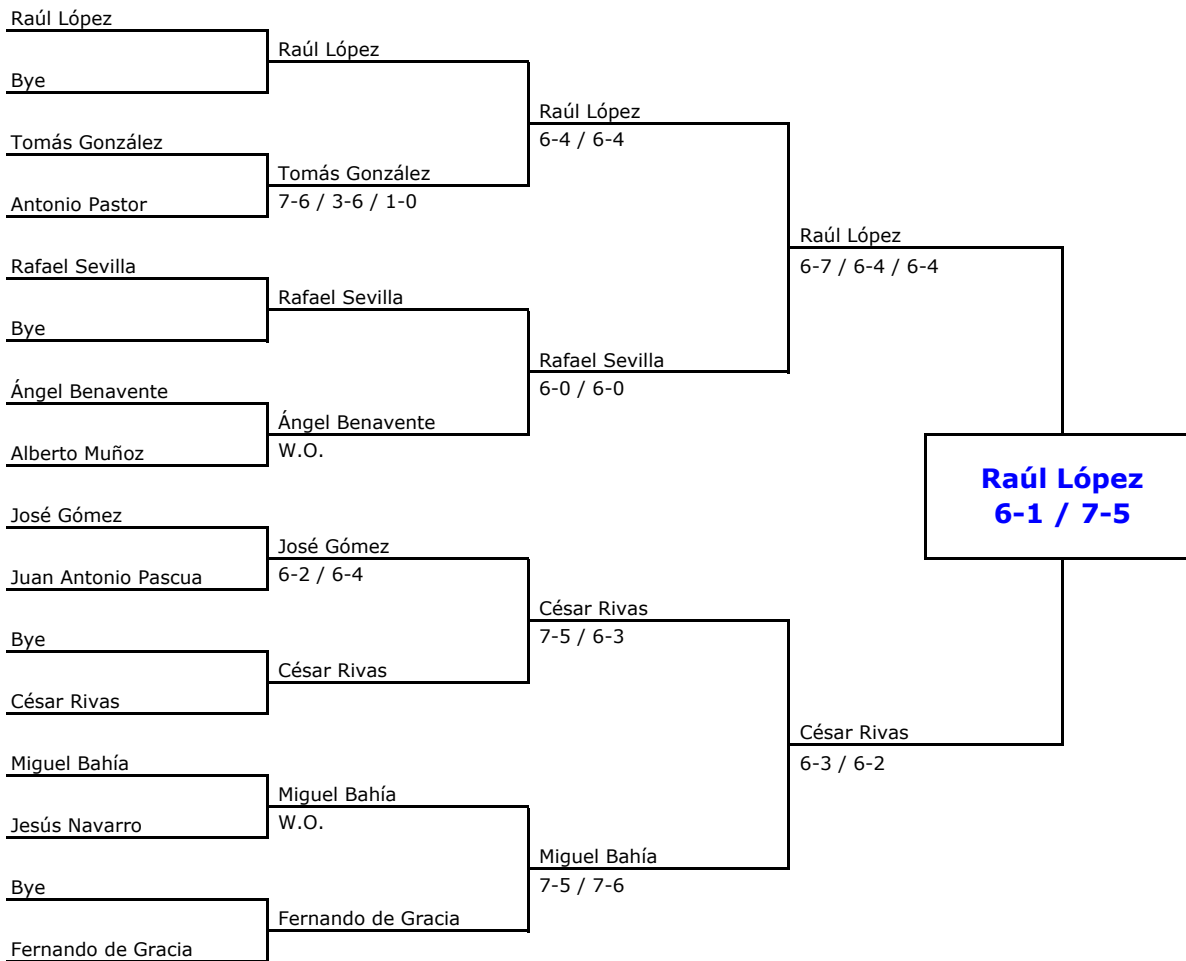 Raúl López
Bye
Tomás González
Antonio Pastor
Rafael Sevilla
Bye
Ángel Benavente
Alberto Muñoz
José Gómez
Juan Antonio Pascua
Bye
César Rivas
Miguel Bahía
Jesús Navarro
Bye
Fernando de Gracia
Raúl López
Tomás González
7-6 / 3-6 / 1-0
Rafael Sevilla
Ángel Benavente
W.O.
José Gómez
6-2 / 6-4
César Rivas
Miguel Bahía
W.O.
Fernando de Gracia
Raúl López
6-4 / 6-4
Rafael Sevilla
6-0 / 6-0
César Rivas
7-5 / 6-3
Miguel Bahía
7-5 / 7-6
Raúl López
6-7 / 6-4 / 6-4
César Rivas
6-3 / 6-2
Raúl López
6-1 / 7-5